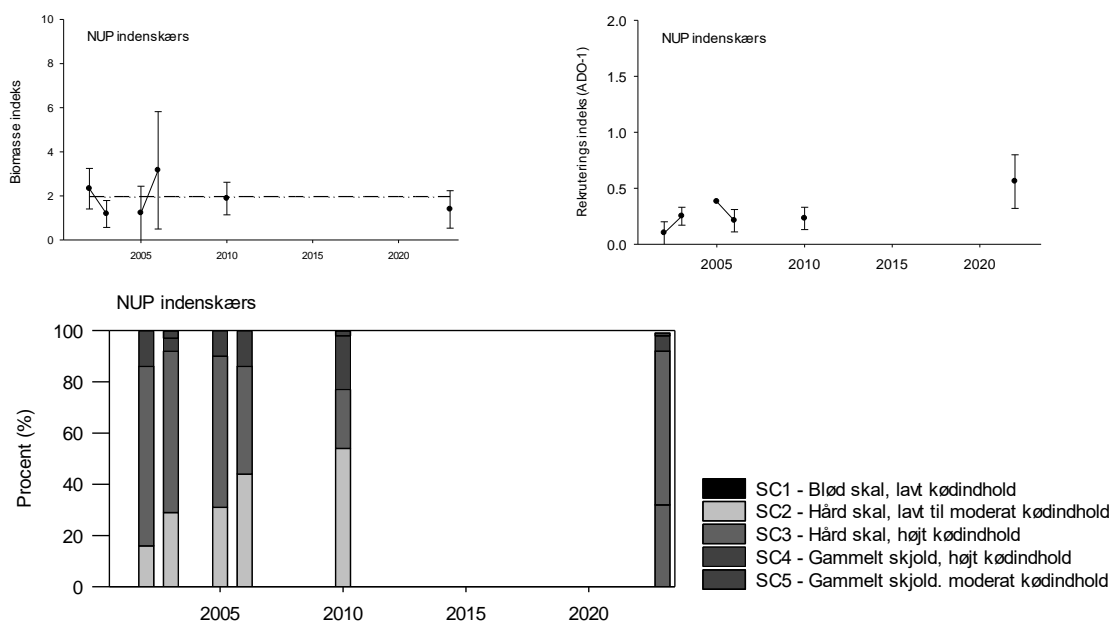 NUP indenskærs
Biomasse indeks
10
8
6
4
2
0
2005 2010 2015 2020
NUP indenskærs
Rekruterings indeks (ADO-1)
2.0
1.5
1.0
0.5
0.0
2005 2010 2015 2020
NUP indenskærs
Procent (%)
100
80
60
40
20
0
2005 2010 2015 2020
SC1 - Blød skal, lavt kødindhold
SC2 - Hård skal, lavt til moderat kødindhold
SC3 - Hård skal, højt kødindhold
SC4 - Gammelt skjold, højt kødindhold
SC5 - Gammelt skjold. moderat kødindhold